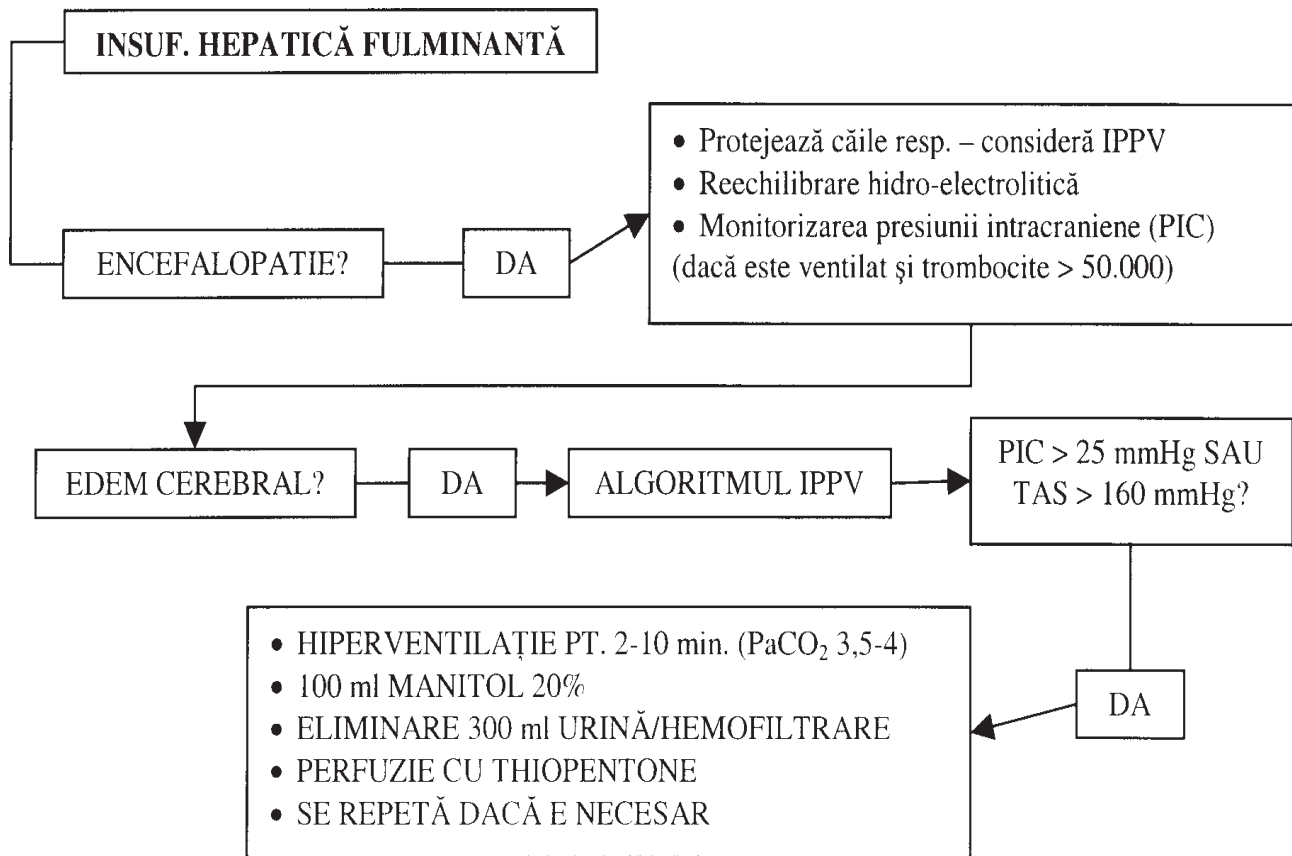 INSUF. HEPATICĂ FULMINANTĂ
• Protejează căile resp. – consideră IPPV
• Reechilibrare hidro-electrolitică
• Monitorizarea presiunii intracraniene (PIC)
(dacă este ventilat şi trombocite > 50.000)
ENCEFALOPATIE?
DA
EDEM CEREBRAL?
DA
ALGORITMUL IPPV
PIC > 25 mmHg SAU
TAS > 160 mmHg?
DA
• HIPERVENTILAŢIE PT. 2-10 min. (PaCO₂ 3,5-4)
• 100 ml MANITOL 20%
• ELIMINARE 300 ml URINĂ/HEMOFILTRARE
• PERFUZIE CU THIOPENTONE
• SE REPETĂ DACĂ E NECESAR